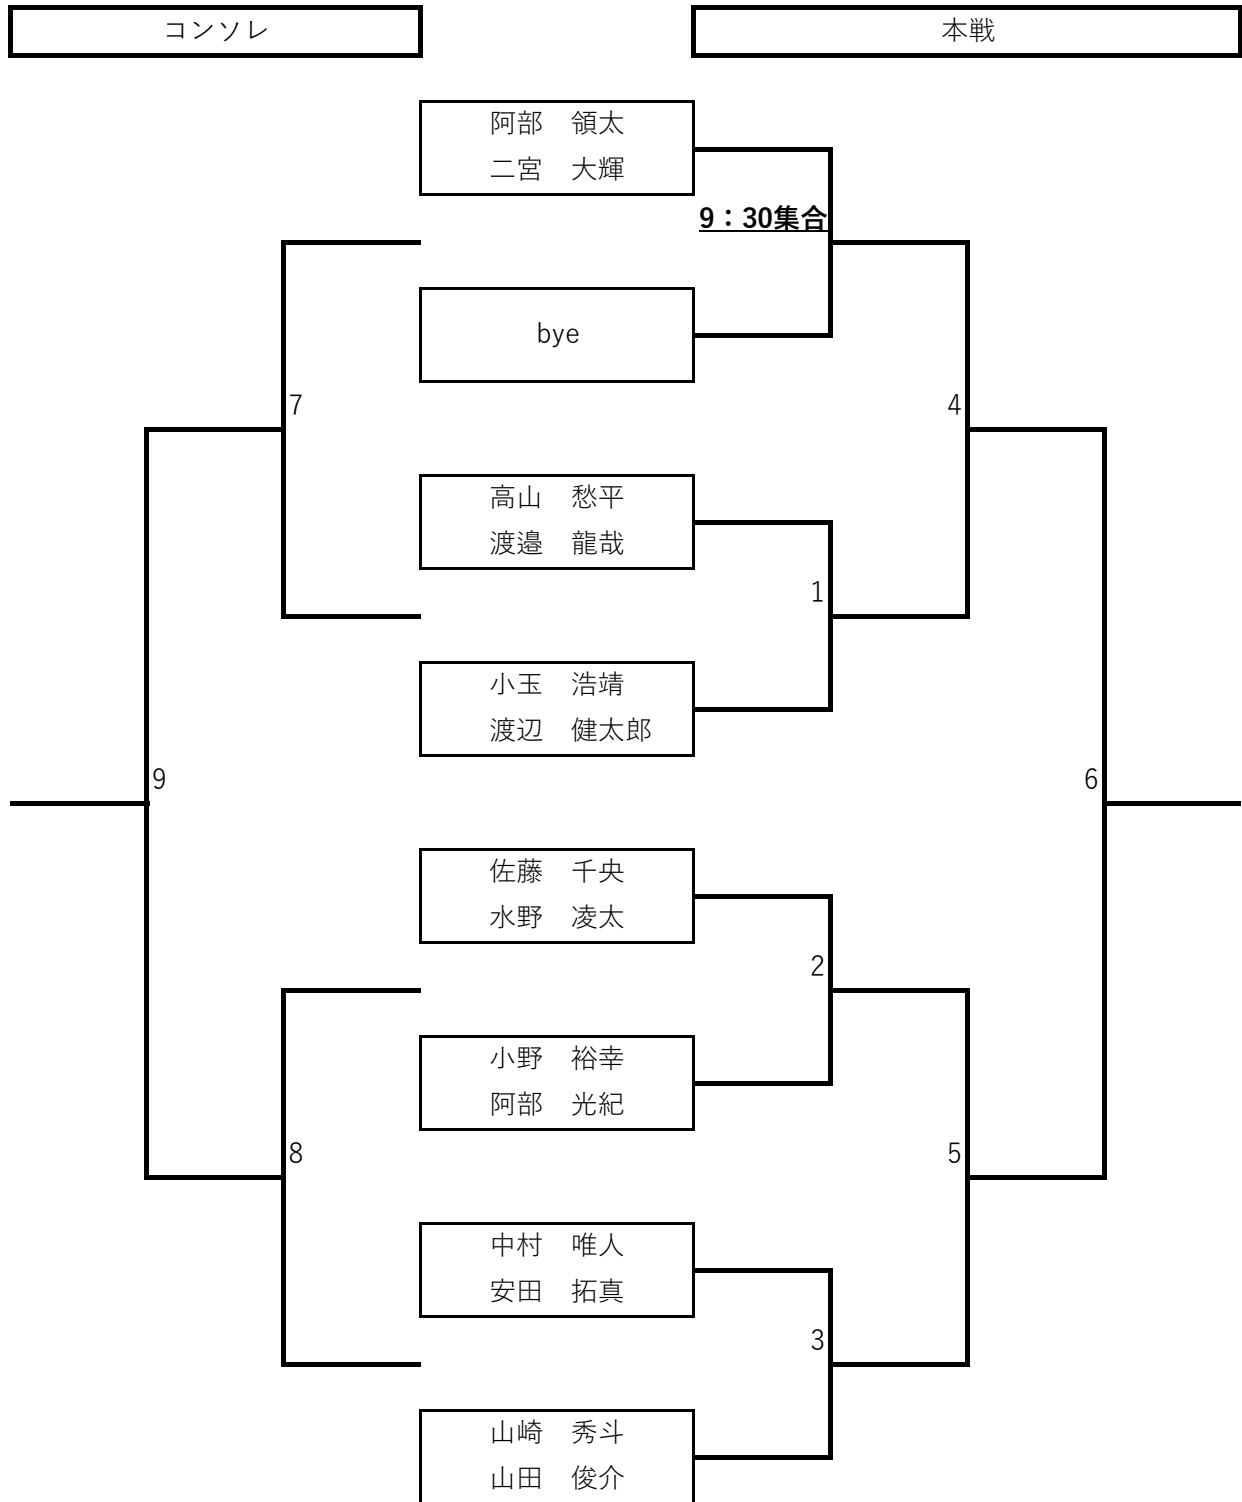 コンソレ
本戦
阿部　領太
二宮　大輝
9：30集合
bye
7
4
高山　愁平
渡邉　龍哉
1
小玉　浩靖
渡辺　健太郎
9
6
佐藤　千央
水野　凌太
2
小野　裕幸
阿部　光紀
8
5
中村　唯人
安田　拓真
3
山崎　秀斗
山田　俊介